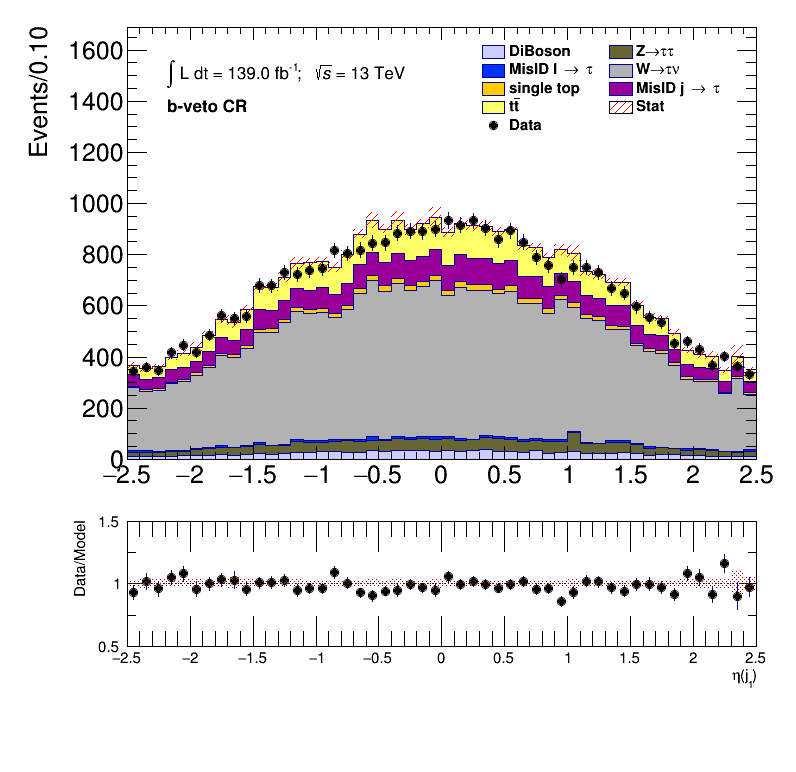 Events/0.10
1600
1400
1200
1000
800
600
400
200
0
∫ L dt = 139.0 fb⁻¹; √s = 13 TeV
b-veto CR
DiBoson
MisID l → τ
single top
tt̄
Data
Z→ττ
W→τν
MisID j → τ
Stat
−2.5 −2 −1.5 −1 −0.5 0 0.5 1 1.5 2 2.5
Data/Model
1.5
1
0.5
−2.5 −2 −1.5 −1 −0.5 0 0.5 1 1.5 2 2.5
η(j₁)